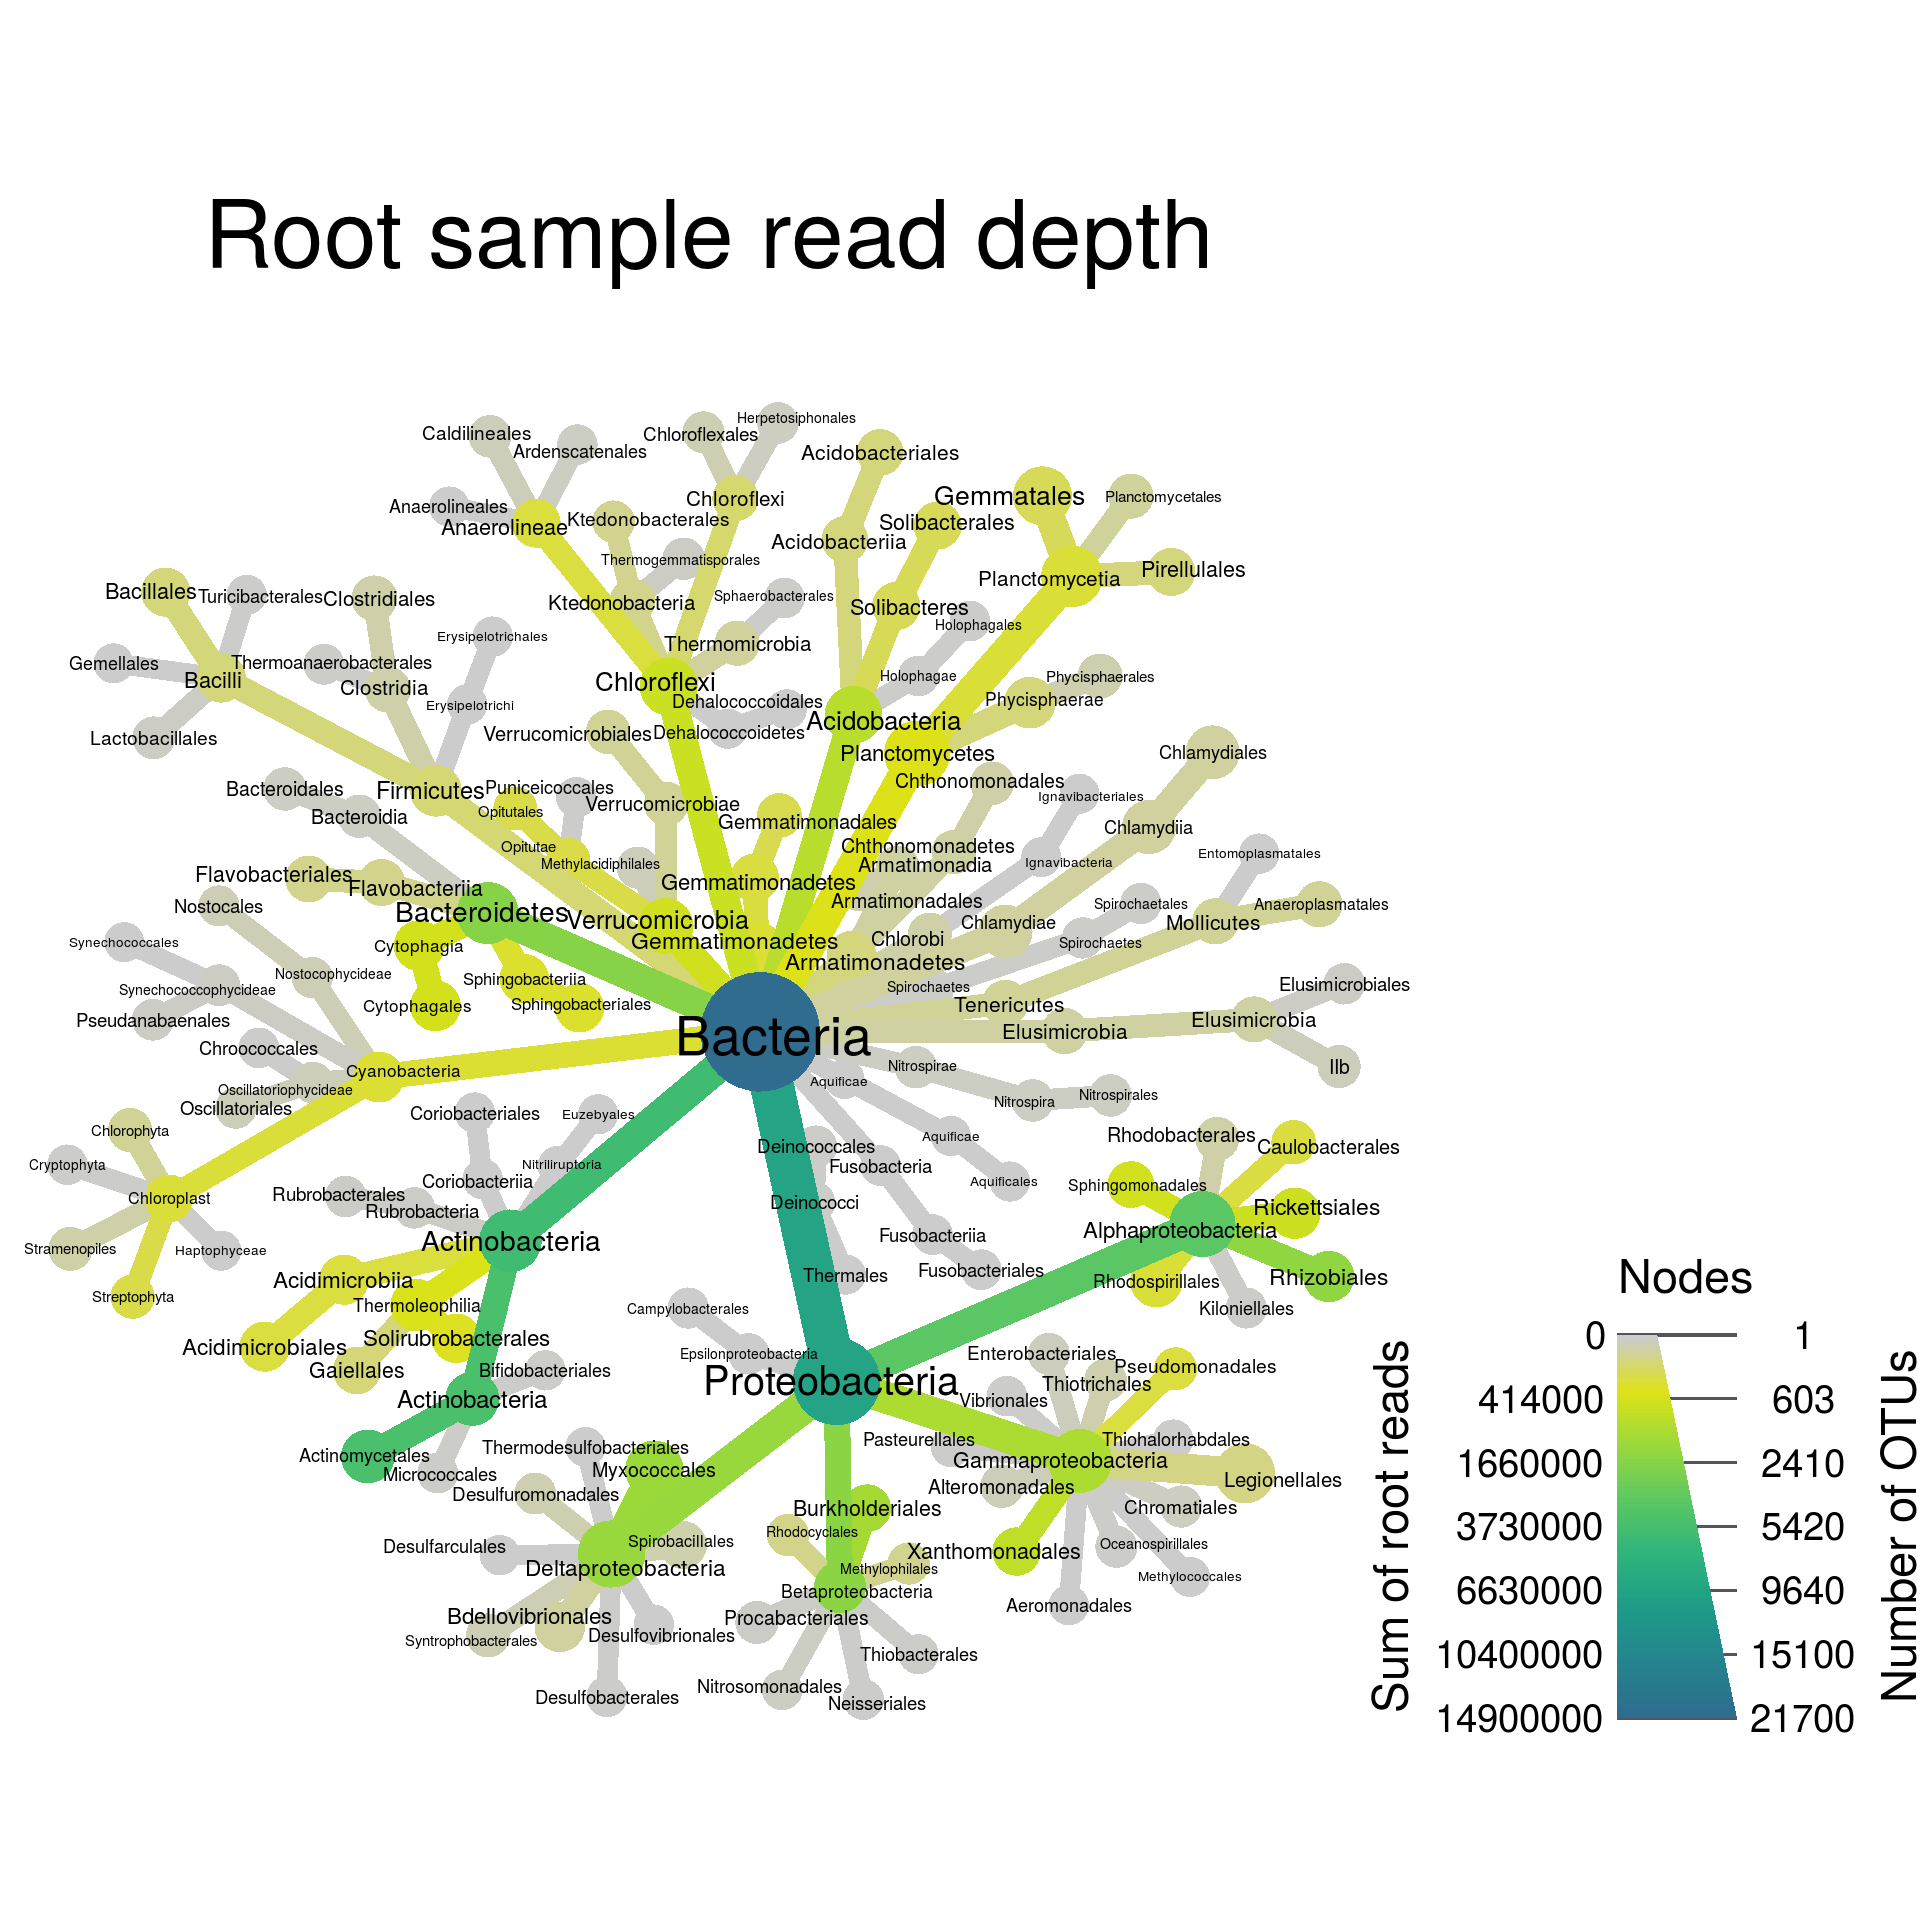 Root sample read depth
Herpetosiphonales
Caldilineales
Chloroflexales
Ardenscatenales
Acidobacteriales
Gemmatales
Planctomycetales
Chloroflexi
Anaerolineales
Anaerolineae
Ktedonobacterales
Solibacterales
Acidobacteriia
Thermogemmatisporales
Pirellulales
Planctomycetia
Bacillales
Turicibacterales
Clostridiales
Sphaerobacterales
Ktedonobacteria
Solibacteres
Holophagales
Erysipelotrichales
Thermomicrobia
Gemellales
Thermoanaerobacterales
Bacilli
Clostridia
Chloroflexi
Holophagae
Phycisphaerales
Phycisphaerae
Erysipelotrichi
Dehalococcoidales
Acidobacteria
Lactobacillales
Verrucomicrobiales
Dehalococcoidetes
Planctomycetes
Chlamydiales
Bacteroidales
Firmicutes
Puniceicoccales
Chthonomonadales
Ignavibacteriales
Bacteroidia
Opitutales
Verrucomicrobiae
Gemmatimonadales
Chlamydiia
Opitutae
Chthonomonadetes
Methylacidiphilales
Armatimonadia
Ignavibacteria
Entomoplasmatales
Flavobacteriales
Flavobacteriia
Gemmatimonadetes
Nostocales
Bacteroidetes
Verrucomicrobia
Armatimonadales
Spirochaetales
Anaeroplasmatales
Chlamydiae
Mollicutes
Synechococcales
Cytophagia
Gemmatimonadetes
Chlorobi
Spirochaetes
Armatimonadetes
Nostocophycideae
Sphingobacteriia
Spirochaetes
Elusimicrobiales
Synechococcophycideae
Cytophagales
Sphingobacteriales
Tenericutes
Pseudanabaenales
Bacteria
Elusimicrobia
Elusimicrobia
Chroococcales
Cyanobacteria
Nitrospirae
IIb
Oscillatoriophycideae
Aquificae
Oscillatoriales
Coriobacteriales
Euzebyales
Nitrospira
Nitrospirales
Chlorophyta
Aquificae
Rhodobacterales
Caulobacterales
Deinococcales
Cryptophyta
Nitriliruptoria
Fusobacteria
Chloroplast
Coriobacteriia
Aquificales
Sphingomonadales
Rubrobacterales
Rubrobacteria
Deinococci
Rickettsiales
Stramenopiles
Haptophyceae
Actinobacteria
Fusobacteriia
Alphaproteobacteria
Acidimicrobiia
Thermales
Fusobacteriales
Rhodospirillales
Rhizobiales
Streptophyta
Thermoleophilia
Campylobacterales
Kiloniellales
Acidimicrobiales
Solirubrobacterales
Epsilonproteobacteria
Enterobacteriales
Gaiellales
Bifidobacteriales
Proteobacteria
Pseudomonadales
Thiotrichales
Actinobacteria
Vibrionales
Actinomycetales
Thermodesulfobacteriales
Pasteurellales
Thiohalorhabdales
Micrococcales
Myxococcales
Gammaproteobacteria
Desulfuromonadales
Alteromonadales
Legionellales
Burkholderiales
Chromatiales
Desulfarculales
Spirobacillales
Rhodocyclales
Xanthomonadales
Oceanospirillales
Deltaproteobacteria
Methylophilales
Methylococcales
Betaproteobacteria
Bdellovibrionales
Procabacteriales
Aeromonadales
Syntrophobacterales
Desulfovibrionales
Thiobacterales
Desulfobacterales
Nitrosomonadales
Neisseriales
Nodes
Sum of root reads
Number of OTUs
0 1
414000 603
1660000 2410
3730000 5420
6630000 9640
10400000 15100
14900000 21700